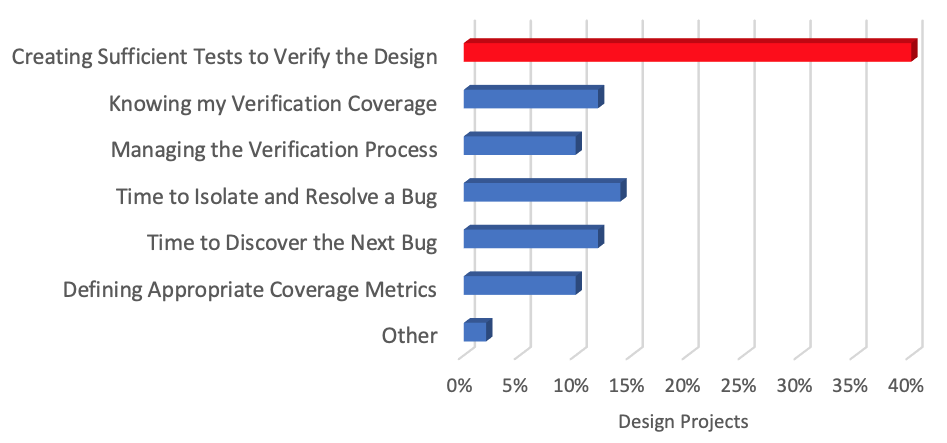 Creating Sufficient Tests to Verify the Design
Knowing my Verification Coverage
Managing the Verification Process
Time to Isolate and Resolve a Bug
Time to Discover the Next Bug
Defining Appropriate Coverage Metrics
Other
0% 5% 10% 15% 20% 25% 30% 35% 40%
Design Projects